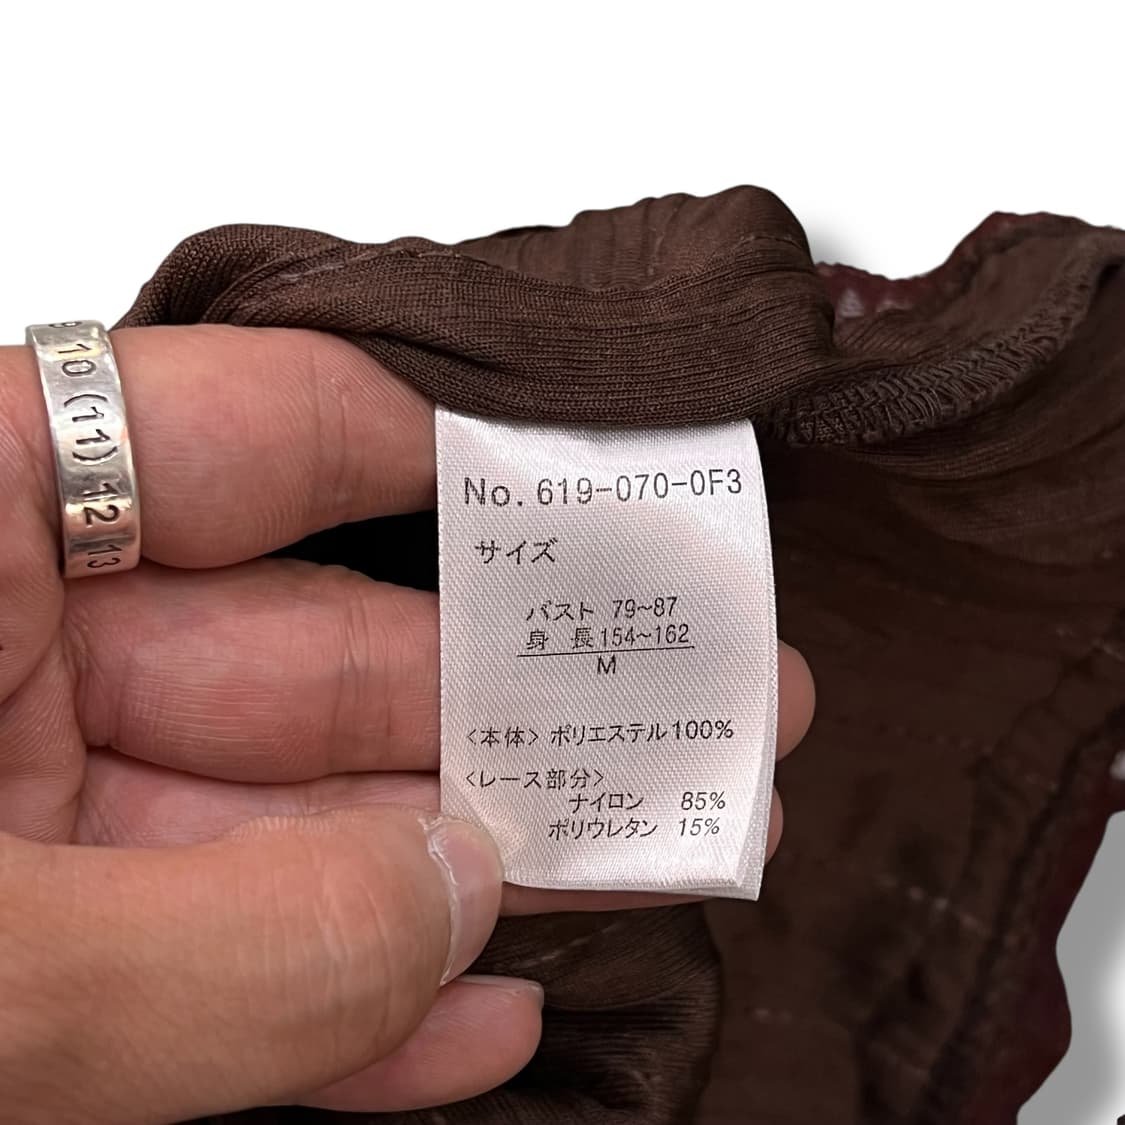 9 10 (11) 12 13
No. 619-070-0F3
サイズ
バスト 79~87
身 長 154~162
M
<本体> ポリエステル100%
<レース部分>
ナイロン 85%
ポリウレタン 15%